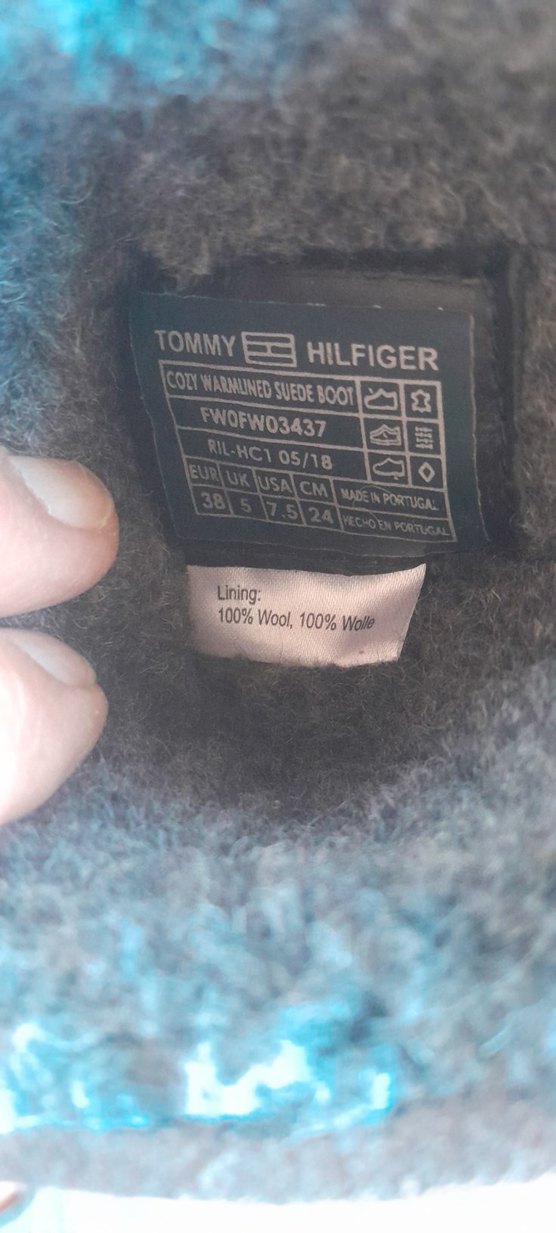 TOMMY HILFIGER
COZY WARMLINED SUEDE BOOT
FW0FW03437
RIL-HC1 05/18
EUR UK USA CM MADE IN PORTUGAL
38 5 7.5 24 HECHO EN PORTUGAL
Lining:
100% Wool, 100% Wolle